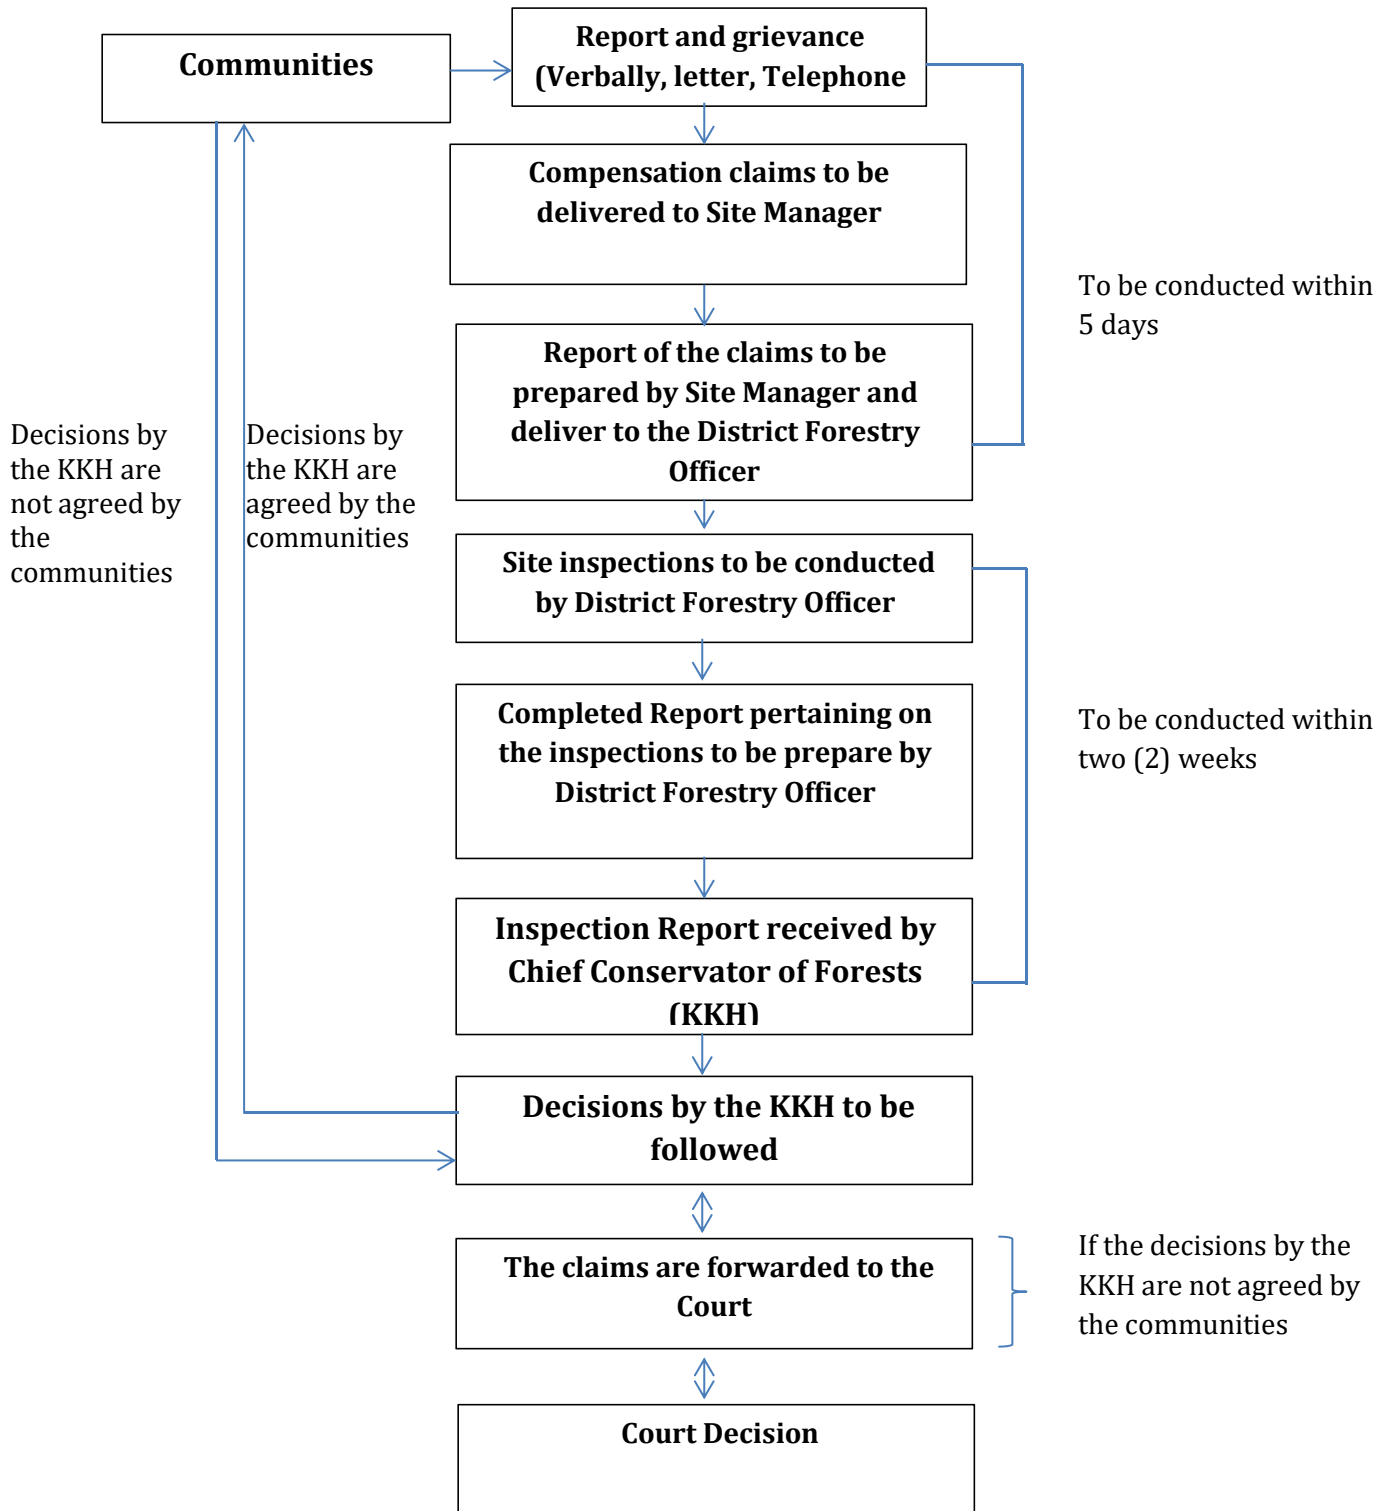 Communities
Report and grievance
(Verbally, letter, Telephone
Compensation claims to be
delivered to Site Manager
To be conducted within
5 days
Report of the claims to be
prepared by Site Manager and
deliver to the District Forestry
Officer
Decisions by
the KKH are
not agreed by
the
communities
Decisions by
the KKH are
agreed by the
communities
Site inspections to be conducted
by District Forestry Officer
Completed Report pertaining on
the inspections to be prepare by
District Forestry Officer
To be conducted within
two (2) weeks
Inspection Report received by
Chief Conservator of Forests
(KKH)
Decisions by the KKH to be
followed
The claims are forwarded to the
Court
If the decisions by the
KKH are not agreed by
the communities
Court Decision